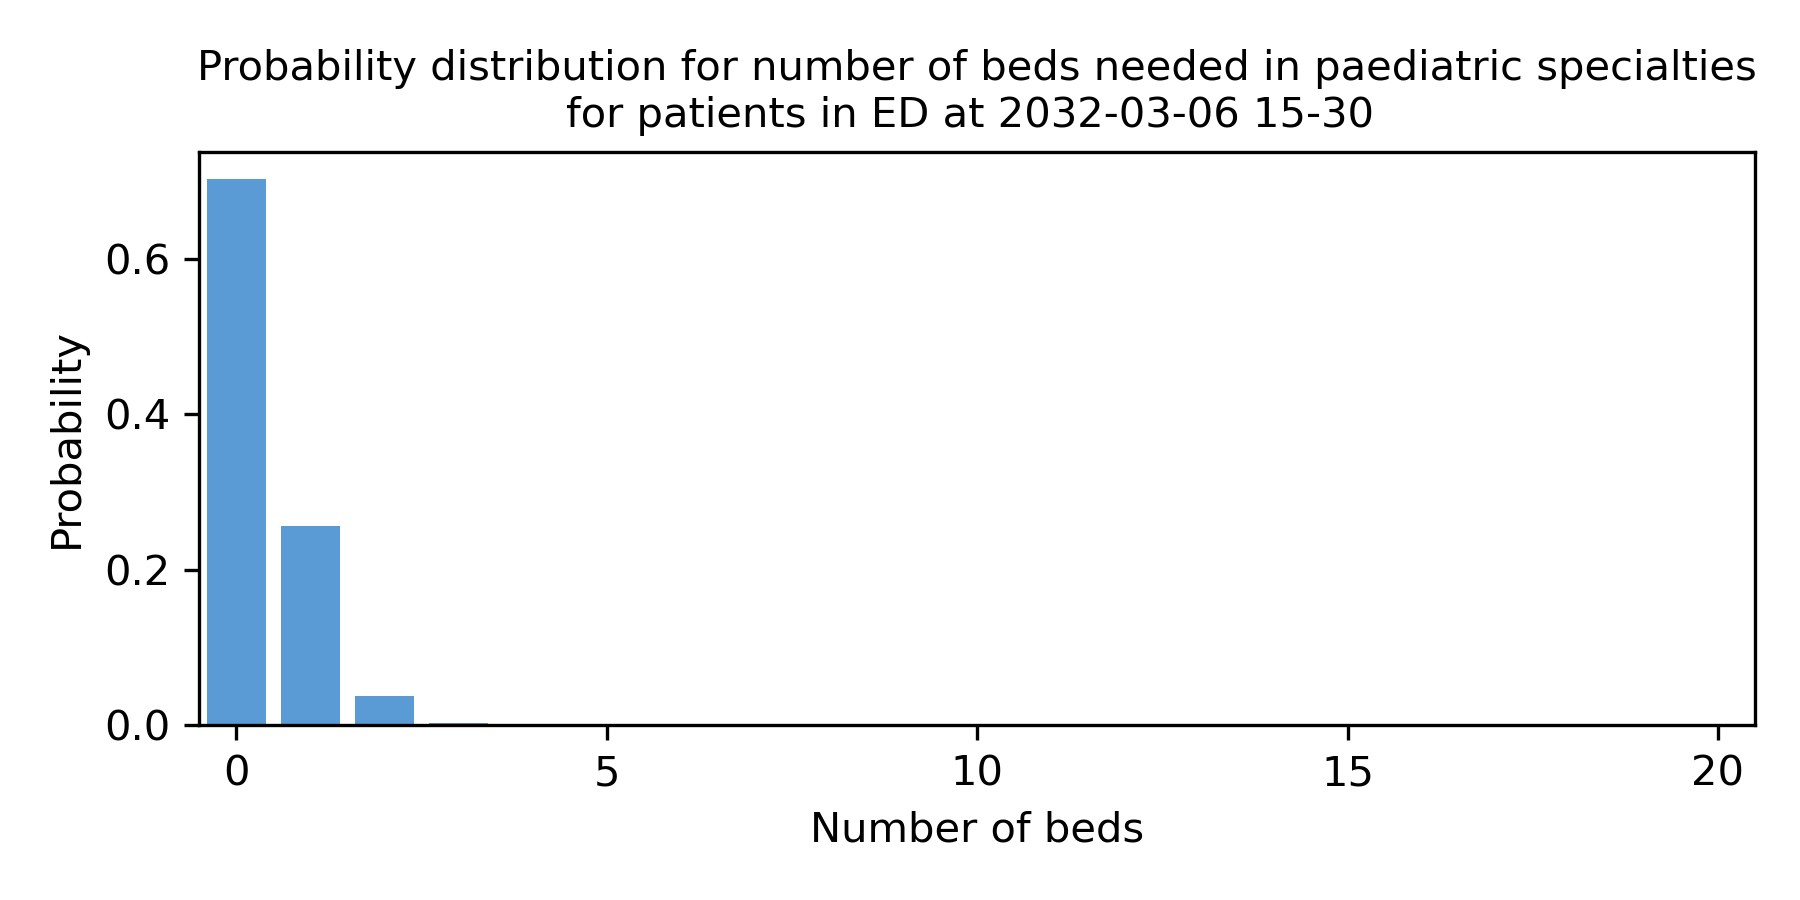 Probability distribution for number of beds needed in paediatric specialties
for patients in ED at 2032-03-06 15-30
Probability
0.6
0.4
0.2
0.0
0 5 10 15 20
Number of beds